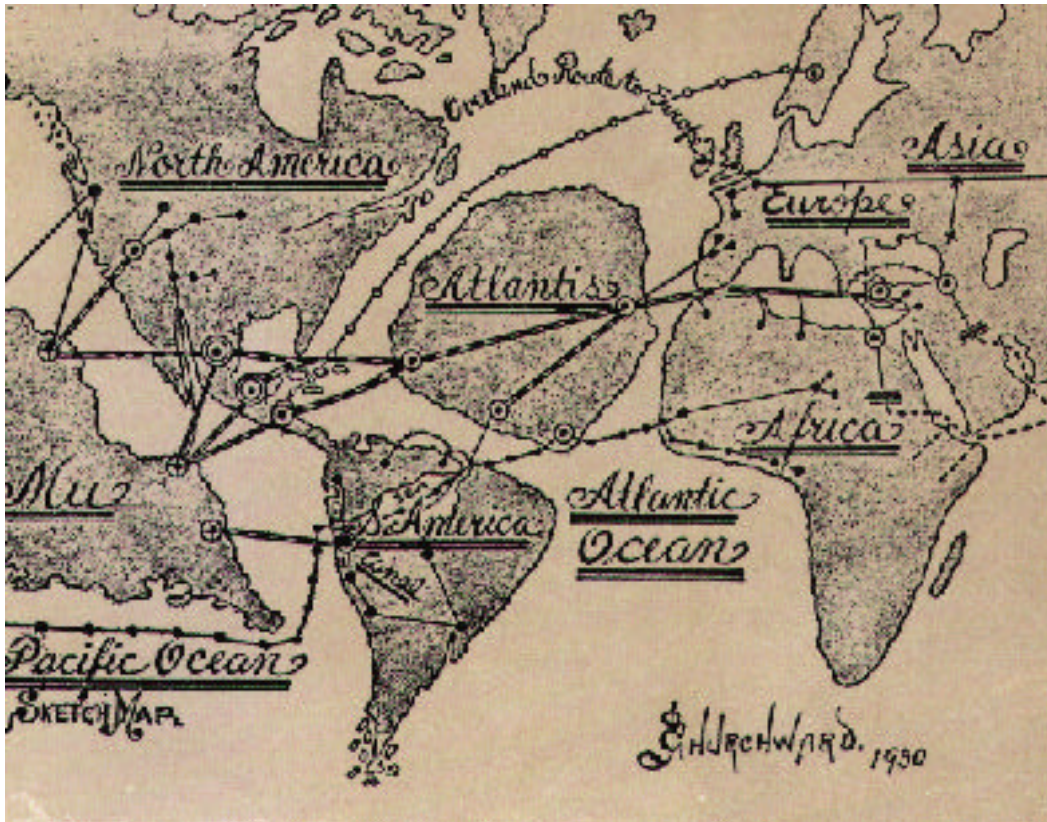 Overland Route to Europe
North America
Asia
Europe
Atlantis
Africa
Mu
Atlantic
Ocean
S. America
Pacific Ocean
SKETCH MAP.
CHURCHWARD. 1930